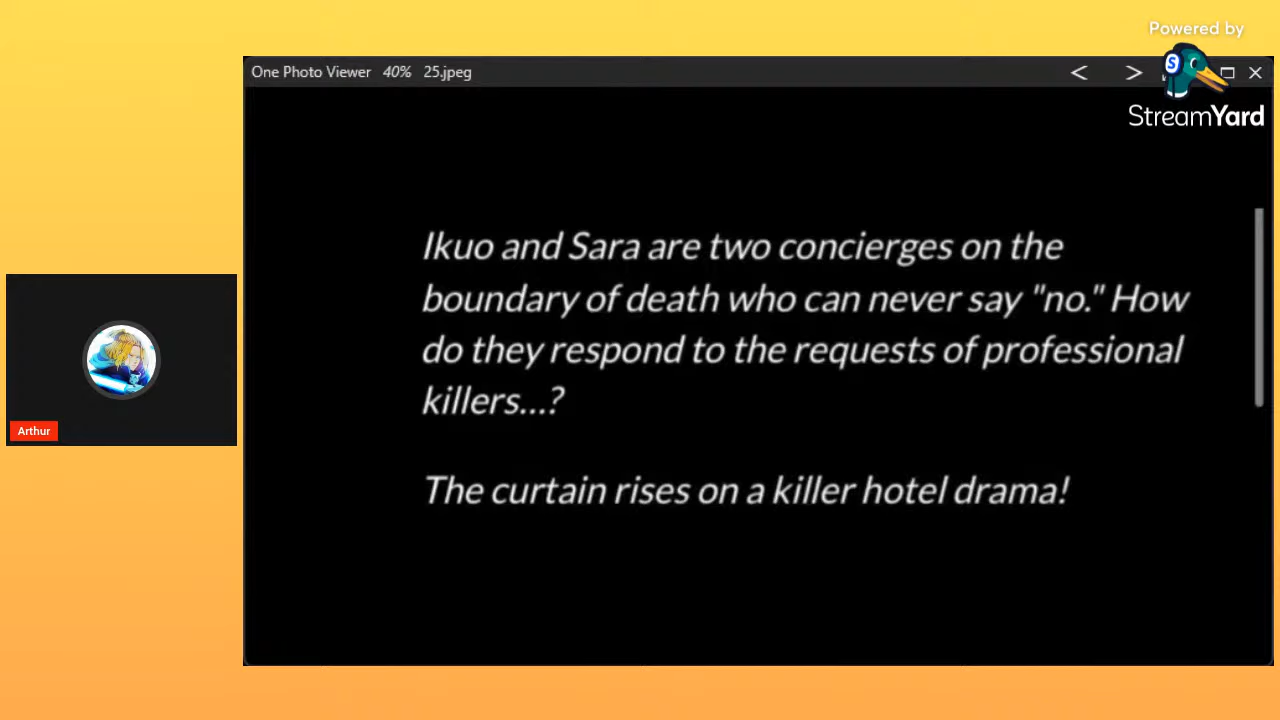 Powered by
One Photo Viewer 40% 25.jpeg
S
StreamYard
Ikuo and Sara are two concierges on the
boundary of death who can never say "no." How
do they respond to the requests of professional
killers...?
The curtain rises on a killer hotel drama!
Arthur